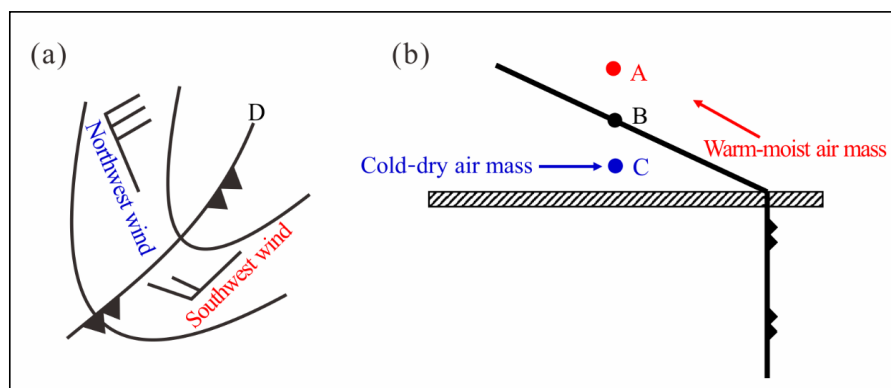 (a)
D
Northwest wind
Southwest wind
(b)
A
B
Warm-moist air mass
Cold-dry air mass
C